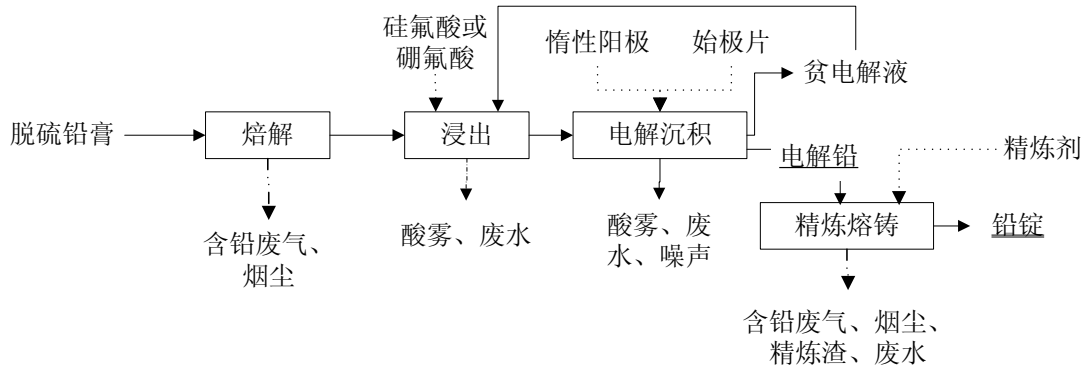 硅氟酸或
硼氟酸
惰性阳极
始极片
贫电解液
脱硫铅膏
焙解
浸出
电解沉积
电解铅
精炼剂
含铅废气、
烟尘
酸雾、废水
酸雾、废
水、噪声
精炼熔铸
铅锭
含铅废气、烟尘、
精炼渣、废水